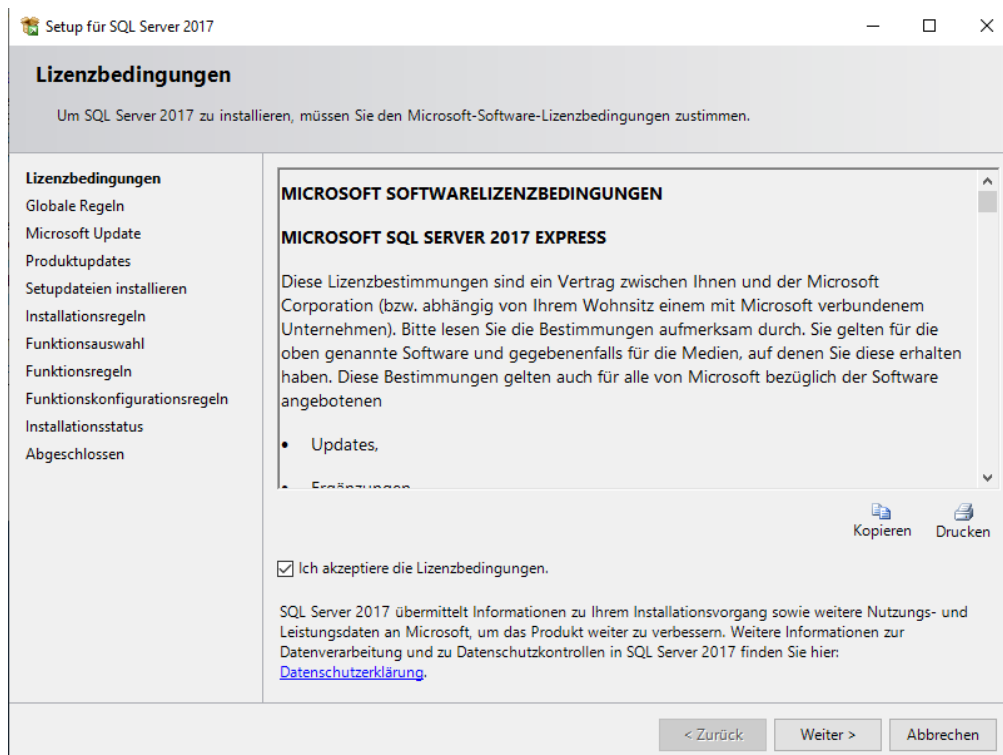 Setup für SQL Server 2017
Lizenzbedingungen
Um SQL Server 2017 zu installieren, müssen Sie den Microsoft-Software-Lizenzbedingungen zustimmen.
Lizenzbedingungen
Globale Regeln
Microsoft Update
Produktupdates
Setupdateien installieren
Installationsregeln
Funktionsauswahl
Funktionsregeln
Funktionskonfigurationsregeln
Installationsstatus
Abgeschlossen
MICROSOFT SOFTWARELIZENZBEDINGUNGEN
MICROSOFT SQL SERVER 2017 EXPRESS
Diese Lizenzbestimmungen sind ein Vertrag zwischen Ihnen und der Microsoft
Corporation (bzw. abhängig von Ihrem Wohnsitz einem mit Microsoft verbundenem
Unternehmen). Bitte lesen Sie die Bestimmungen aufmerksam durch. Sie gelten für die
oben genannte Software und gegebenenfalls für die Medien, auf denen Sie diese erhalten
haben. Diese Bestimmungen gelten auch für alle von Microsoft bezüglich der Software
angebotenen
• Updates,
• Ergänzungen
Kopieren
Drucken
Ich akzeptiere die Lizenzbedingungen.
SQL Server 2017 übermittelt Informationen zu Ihrem Installationsvorgang sowie weitere Nutzungs- und
Leistungsdaten an Microsoft, um das Produkt weiter zu verbessern. Weitere Informationen zur
Datenverarbeitung und zu Datenschutzkontrollen in SQL Server 2017 finden Sie hier:
Datenschutzerklärung.
< Zurück
Weiter >
Abbrechen